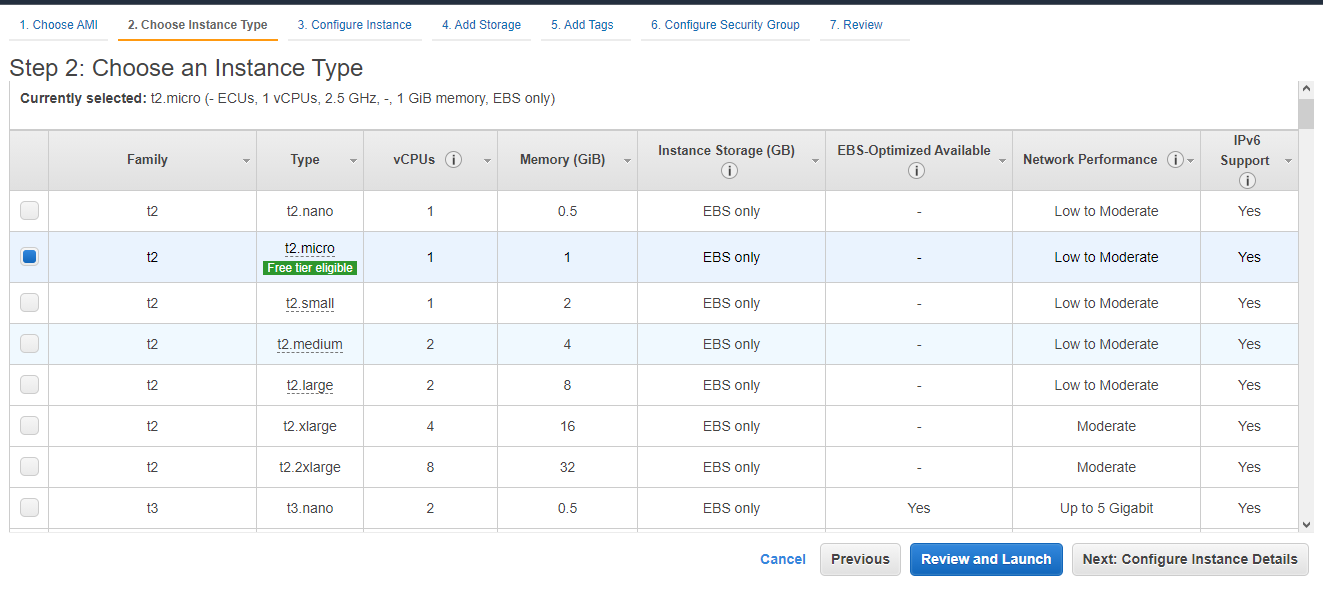 1. Choose AMI 2. Choose Instance Type 3. Configure Instance 4. Add Storage 5. Add Tags 6. Configure Security Group 7. Review
Step 2: Choose an Instance Type
Currently selected: t2.micro (- ECUs, 1 vCPUs, 2.5 GHz, -, 1 GiB memory, EBS only)
Family Type vCPUs Memory (GiB) Instance Storage (GB) EBS-Optimized Available Network Performance IPv6 Support
t2 t2.nano 1 0.5 EBS only - Low to Moderate Yes
t2 t2.micro 1 1 EBS only - Low to Moderate Yes
Free tier eligible
t2 t2.small 1 2 EBS only - Low to Moderate Yes
t2 t2.medium 2 4 EBS only - Low to Moderate Yes
t2 t2.large 2 8 EBS only - Low to Moderate Yes
t2 t2.xlarge 4 16 EBS only - Moderate Yes
t2 t2.2xlarge 8 32 EBS only - Moderate Yes
t3 t3.nano 2 0.5 EBS only Yes Up to 5 Gigabit Yes
Cancel Previous Review and Launch Next: Configure Instance Details